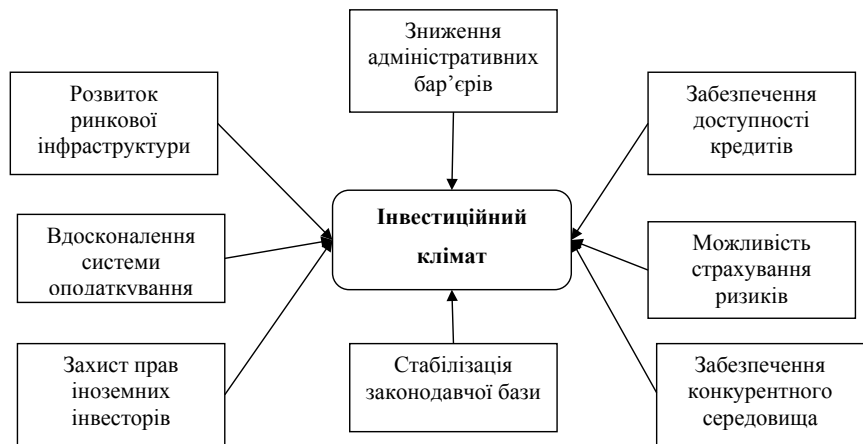 Зниження
адміністративних
бар’єрів
Розвиток
ринкової
інфраструктури
Забезпечення
доступності
кредитів
Інвестиційний
клімат
Вдосконалення
системи
оподаткування
Можливість
страхування
ризиків
Захист прав
іноземних
інвесторів
Стабілізація
законодавчої бази
Забезпечення
конкурентного
середовища